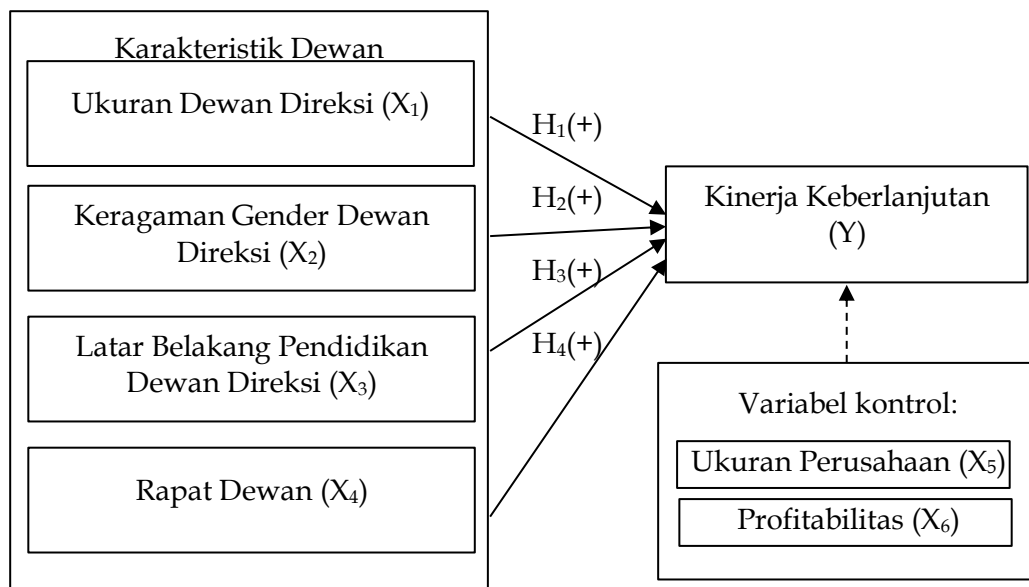 Karakteristik Dewan
Ukuran Dewan Direksi (X₁)
Keragaman Gender Dewan
Direksi (X₂)
Latar Belakang Pendidikan
Dewan Direksi (X₃)
Rapat Dewan (X₄)
H₁(+)
H₂(+)
H₃(+)
H₄(+)
Kinerja Keberlanjutan
(Y)
Variabel kontrol:
Ukuran Perusahaan (X₅)
Profitabilitas (X₆)